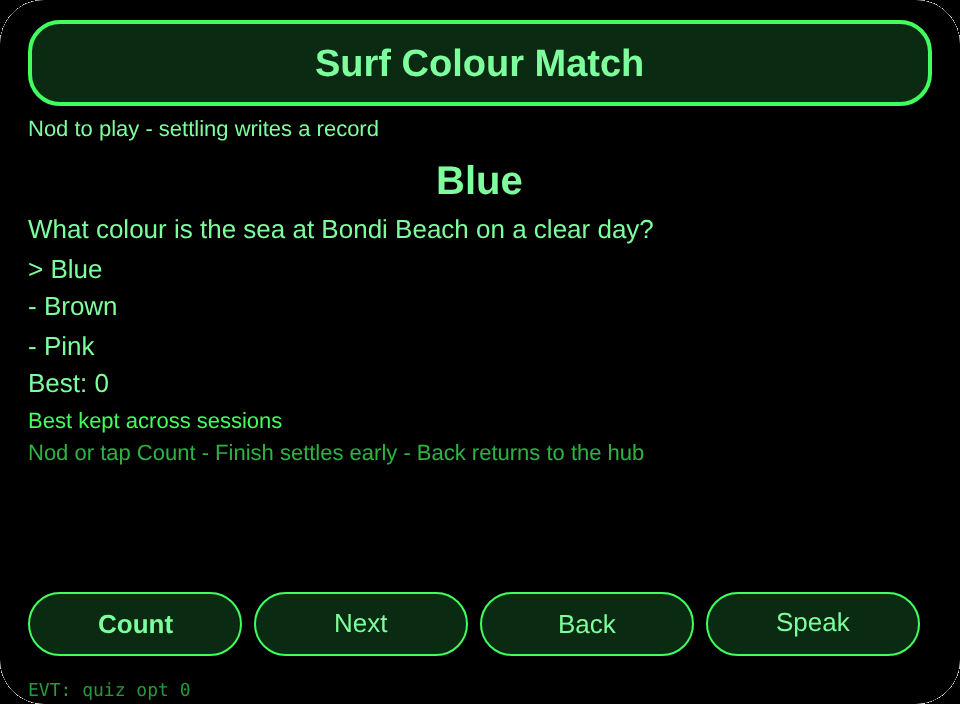 Surf Colour Match
Nod to play - settling writes a record
Blue
What colour is the sea at Bondi Beach on a clear day?
> Blue
- Brown
- Pink
Best: 0
Best kept across sessions
Nod or tap Count - Finish settles early - Back returns to the hub
Count Next Back Speak
EVT: quiz opt 0